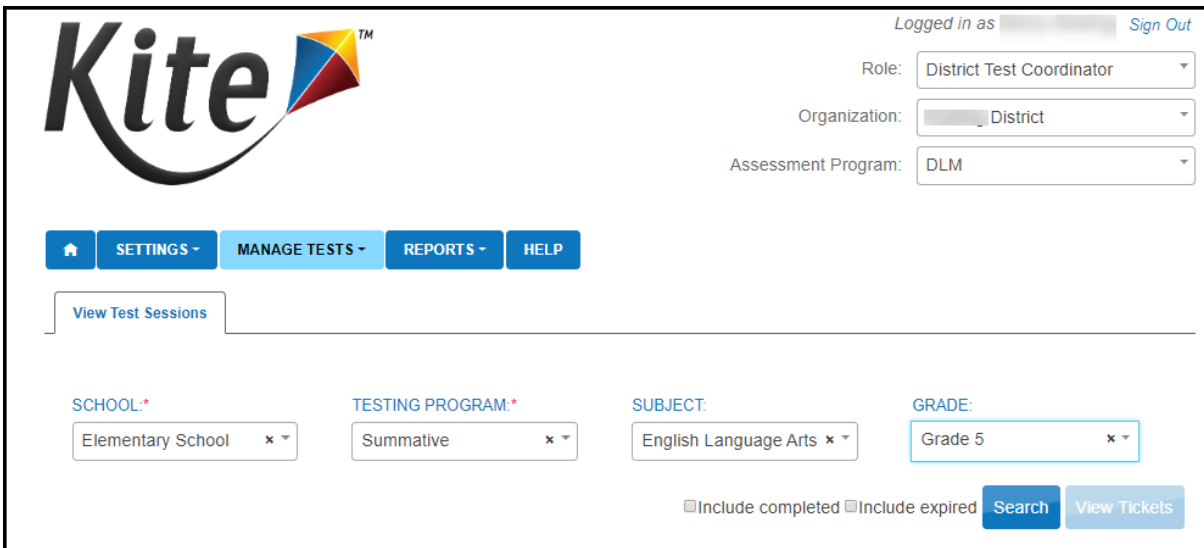 Kite TM
Logged in as Sign Out
Role: District Test Coordinator
Organization: District
Assessment Program: DLM
SETTINGS MANAGE TESTS REPORTS HELP
View Test Sessions
SCHOOL:* TESTING PROGRAM:* SUBJECT: GRADE:
Elementary School × Summative × English Language Arts × Grade 5 ×
Include completed Include expired Search View Tickets